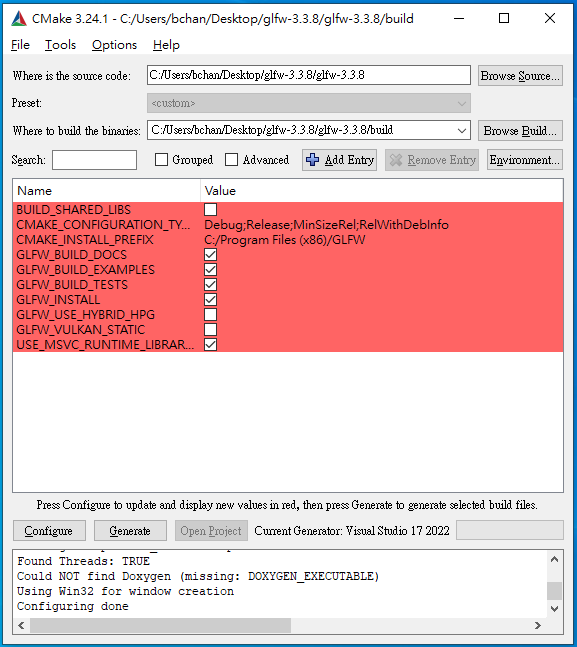 CMake 3.24.1 - C:/Users/bchan/Desktop/glfw-3.3.8/glfw-3.3.8/build
File Tools Options Help
Where is the source code: C:/Users/bchan/Desktop/glfw-3.3.8/glfw-3.3.8 Browse Source...
Preset: <custom>
Where to build the binaries: C:/Users/bchan/Desktop/glfw-3.3.8/glfw-3.3.8/build Browse Build...
Search: Grouped Advanced Add Entry Remove Entry Environment...
Name Value
BUILD_SHARED_LIBS
CMAKE_CONFIGURATION_TY... Debug;Release;MinSizeRel;RelWithDebInfo
CMAKE_INSTALL_PREFIX C:/Program Files (x86)/GLFW
GLFW_BUILD_DOCS
GLFW_BUILD_EXAMPLES
GLFW_BUILD_TESTS
GLFW_INSTALL
GLFW_USE_HYBRID_HPG
GLFW_VULKAN_STATIC
USE_MSVC_RUNTIME_LIBRAR...
Press Configure to update and display new values in red, then press Generate to generate selected build files.
Configure Generate Open Project Current Generator: Visual Studio 17 2022
Found Threads: TRUE
Could NOT find Doxygen (missing: DOXYGEN_EXECUTABLE)
Using Win32 for window creation
Configuring done